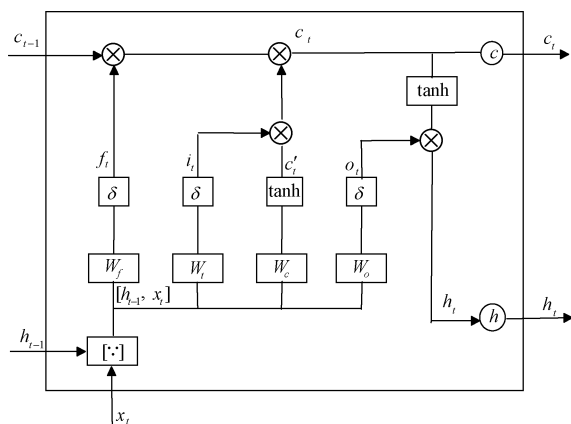 c_{t-1} c_t c c_t
tanh
f_t i_t c'_t o_t
δ δ tanh δ
W_f W_t W_c W_o
[h_{t-1}, x_t]
h_t h h_t
h_{t-1} [∵]
x_t